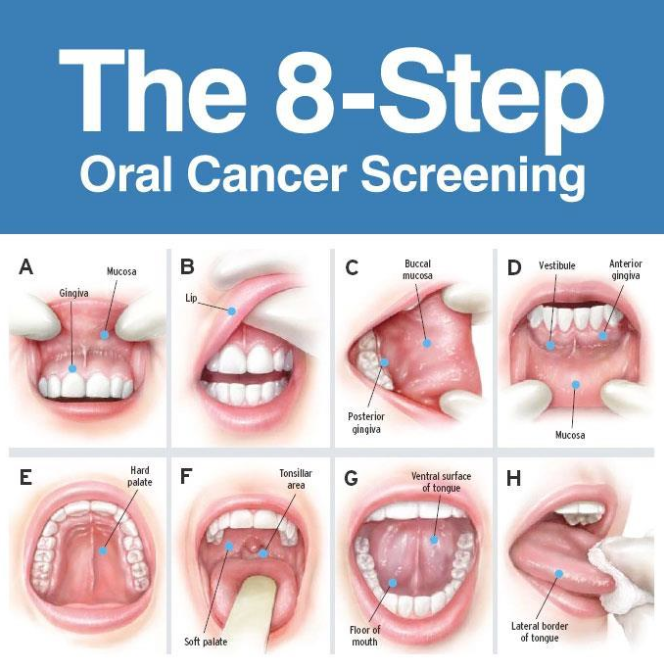 The 8-Step
Oral Cancer Screening
A
Mucosa
Gingiva
B
Lip
C
Buccal
mucosa
Posterior
gingiva
D
Vestibule
Anterior
gingiva
Mucosa
E
Hard
palate
F
Tonsillar
area
Soft palate
G
Ventral surface
of tongue
Floor of
mouth
H
Lateral border
of tongue